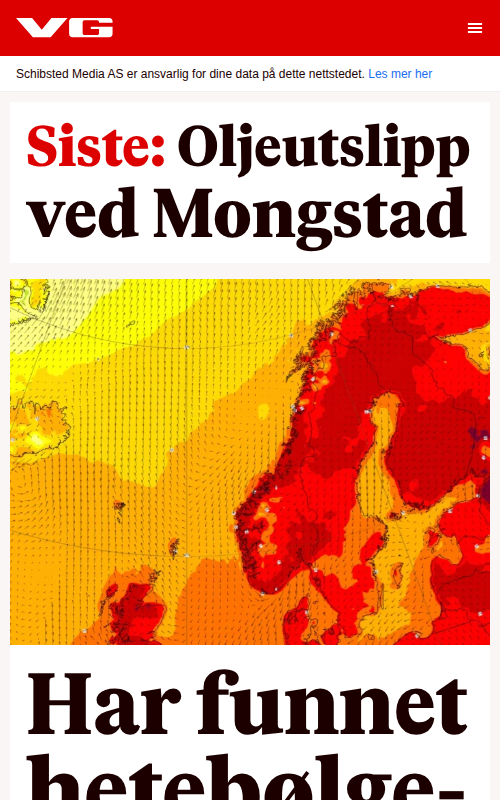 VG
Schibsted Media AS er ansvarlig for dine data på dette nettstedet. Les mer her
Siste: Oljeutslipp
ved Mongstad
Har funnet
hetebølge-